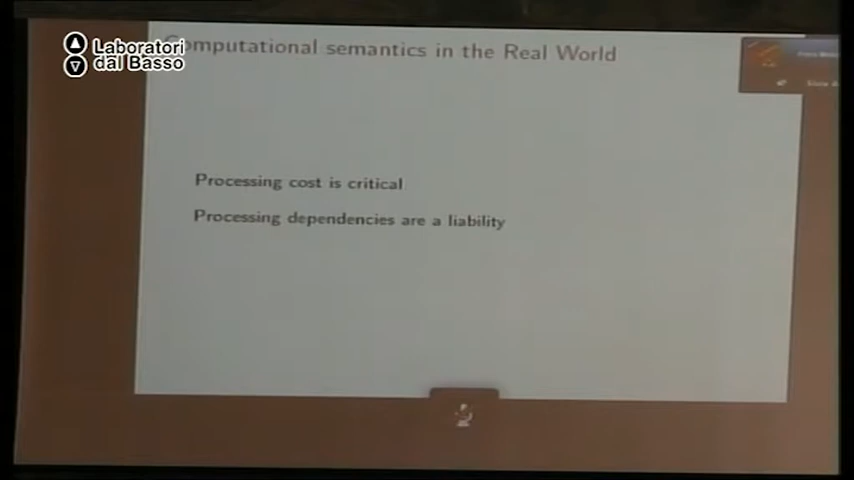 Laboratori
dal Basso
Computational semantics in the Real World
Processing cost is critical
Processing dependencies are a liability